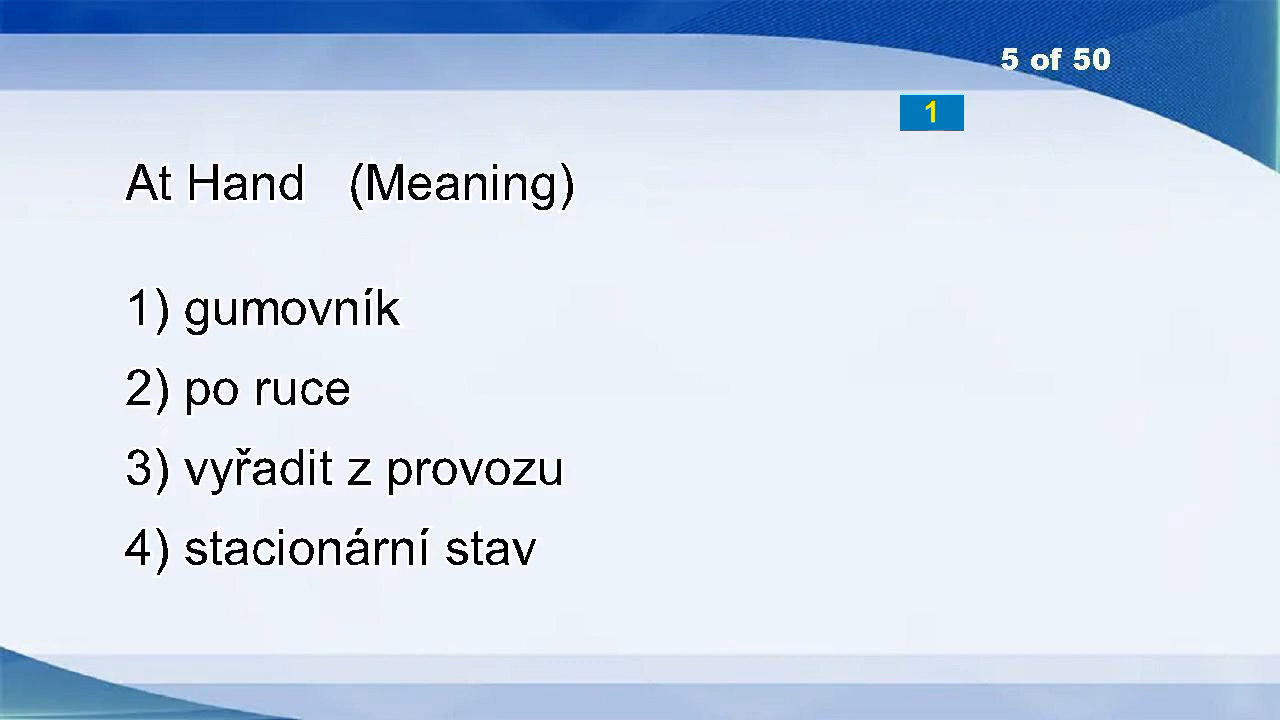 5 of 50
1
At Hand (Meaning)
1) gumovník
2) po ruce
3) vyřadit z provozu
4) stacionární stav